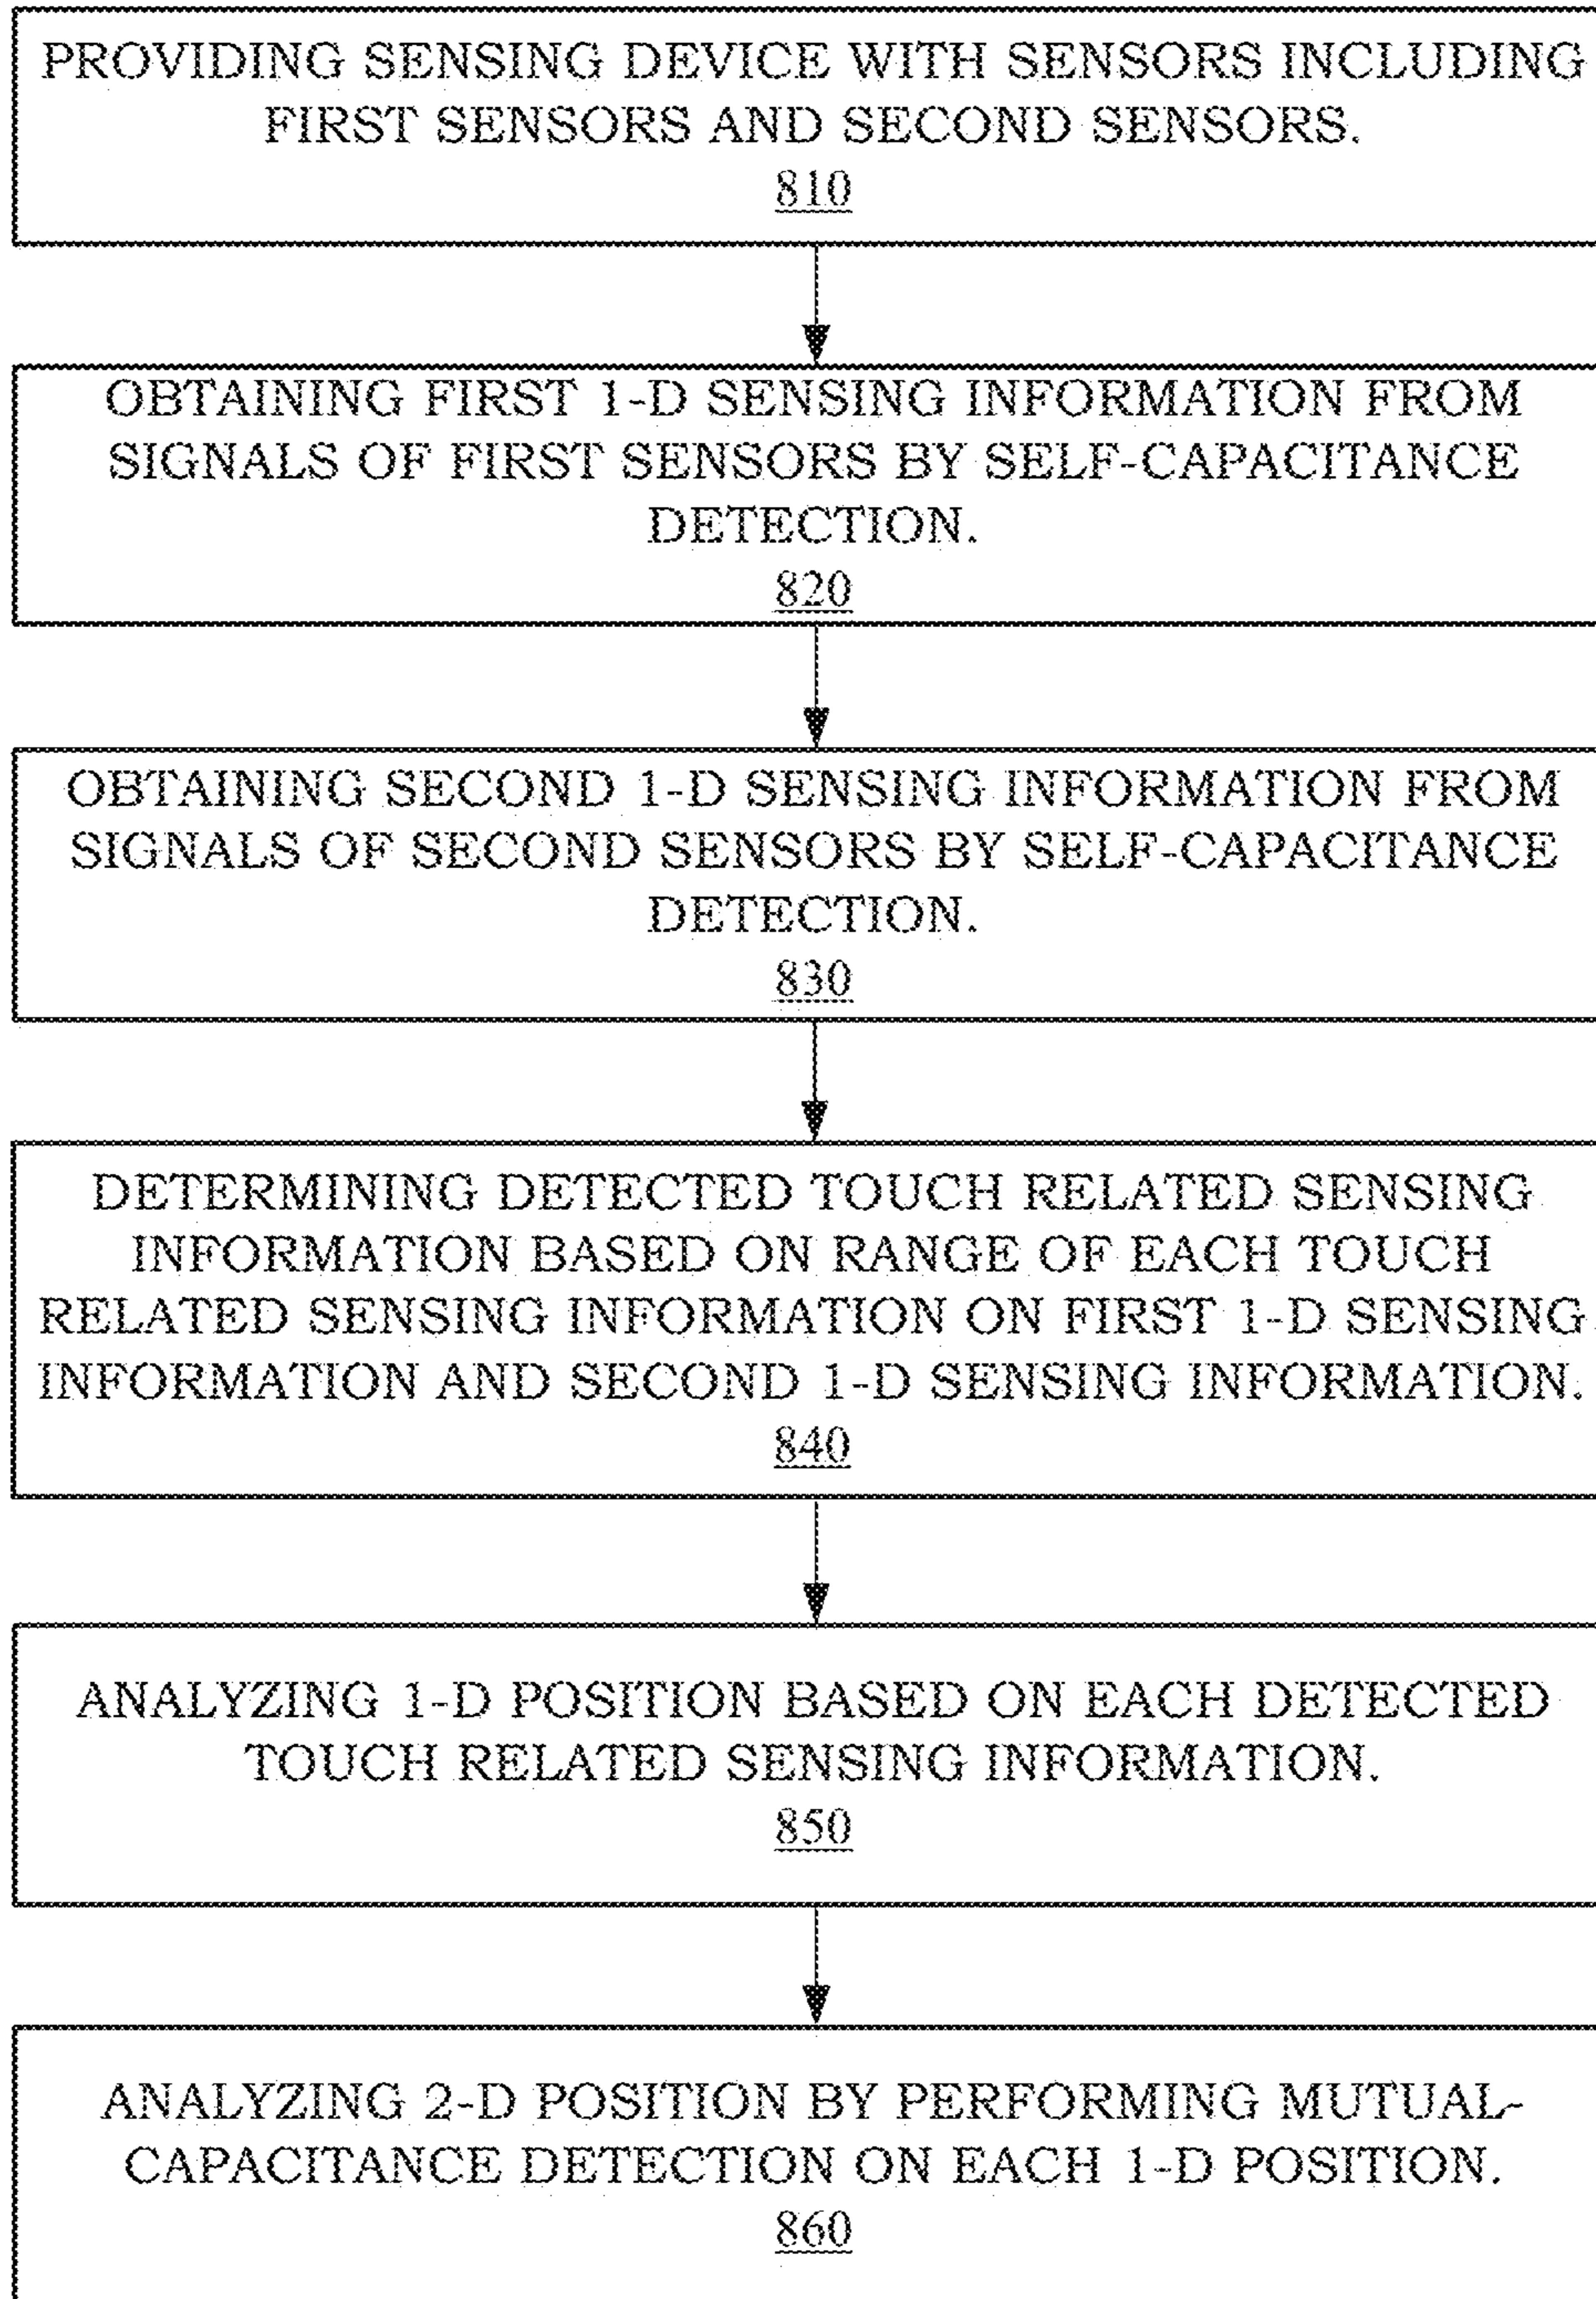 PROVIDING SENSING DEVICE WITH SENSORS INCLUDING
FIRST SENSORS AND SECOND SENSORS.
810
OBTAINING FIRST 1-D SENSING INFORMATION FROM
SIGNALS OF FIRST SENSORS BY SELF-CAPACITANCE
DETECTION.
820
OBTAINING SECOND 1-D SENSING INFORMATION FROM
SIGNALS OF SECOND SENSORS BY SELF-CAPACITANCE
DETECTION.
830
DETERMINING DETECTED TOUCH RELATED SENSING
INFORMATION BASED ON RANGE OF EACH TOUCH
RELATED SENSING INFORMATION ON FIRST 1-D SENSING
INFORMATION AND SECOND 1-D SENSING INFORMATION.
840
ANALYZING 1-D POSITION BASED ON EACH DETECTED
TOUCH RELATED SENSING INFORMATION.
850
ANALYZING 2-D POSITION BY PERFORMING MUTUAL-
CAPACITANCE DETECTION ON EACH 1-D POSITION.
860